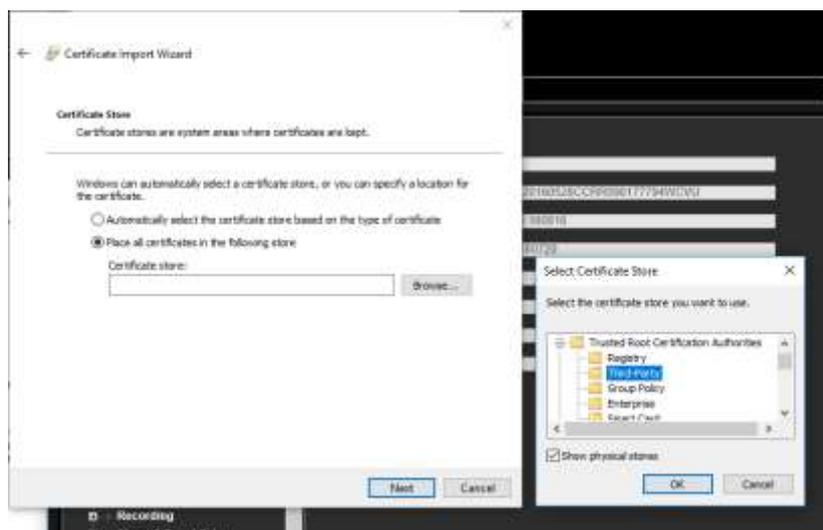 Certificate Import Wizard
Certificate Store
Certificate stores are system areas where certificates are kept.
Windows can automatically select a certificate store, or you can specify a location for
the certificate.
Automatically select the certificate store based on the type of certificate
Place all certificates in the following store
Certificate store:
Browse...
Next
Cancel
Select Certificate Store
Select the certificate store you want to use.
Trusted Root Certification Authorities
Registry
Third-Party
Group Policy
Enterprise
Smart Card
Show physical stores
OK
Cancel
Recording